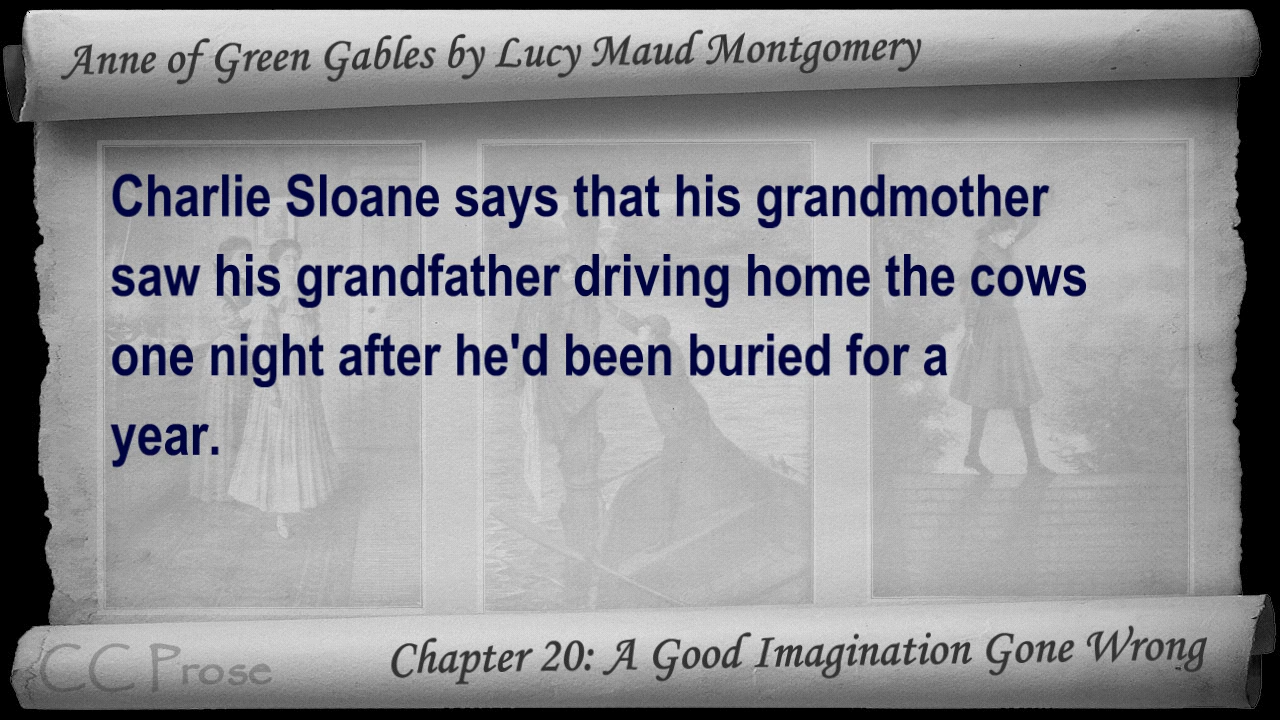 Anne of Green Gables by Lucy Maud Montgomery
Charlie Sloane says that his grandmother
saw his grandfather driving home the cows
one night after he'd been buried for a
year.
CC Prose
Chapter 20: A Good Imagination Gone Wrong